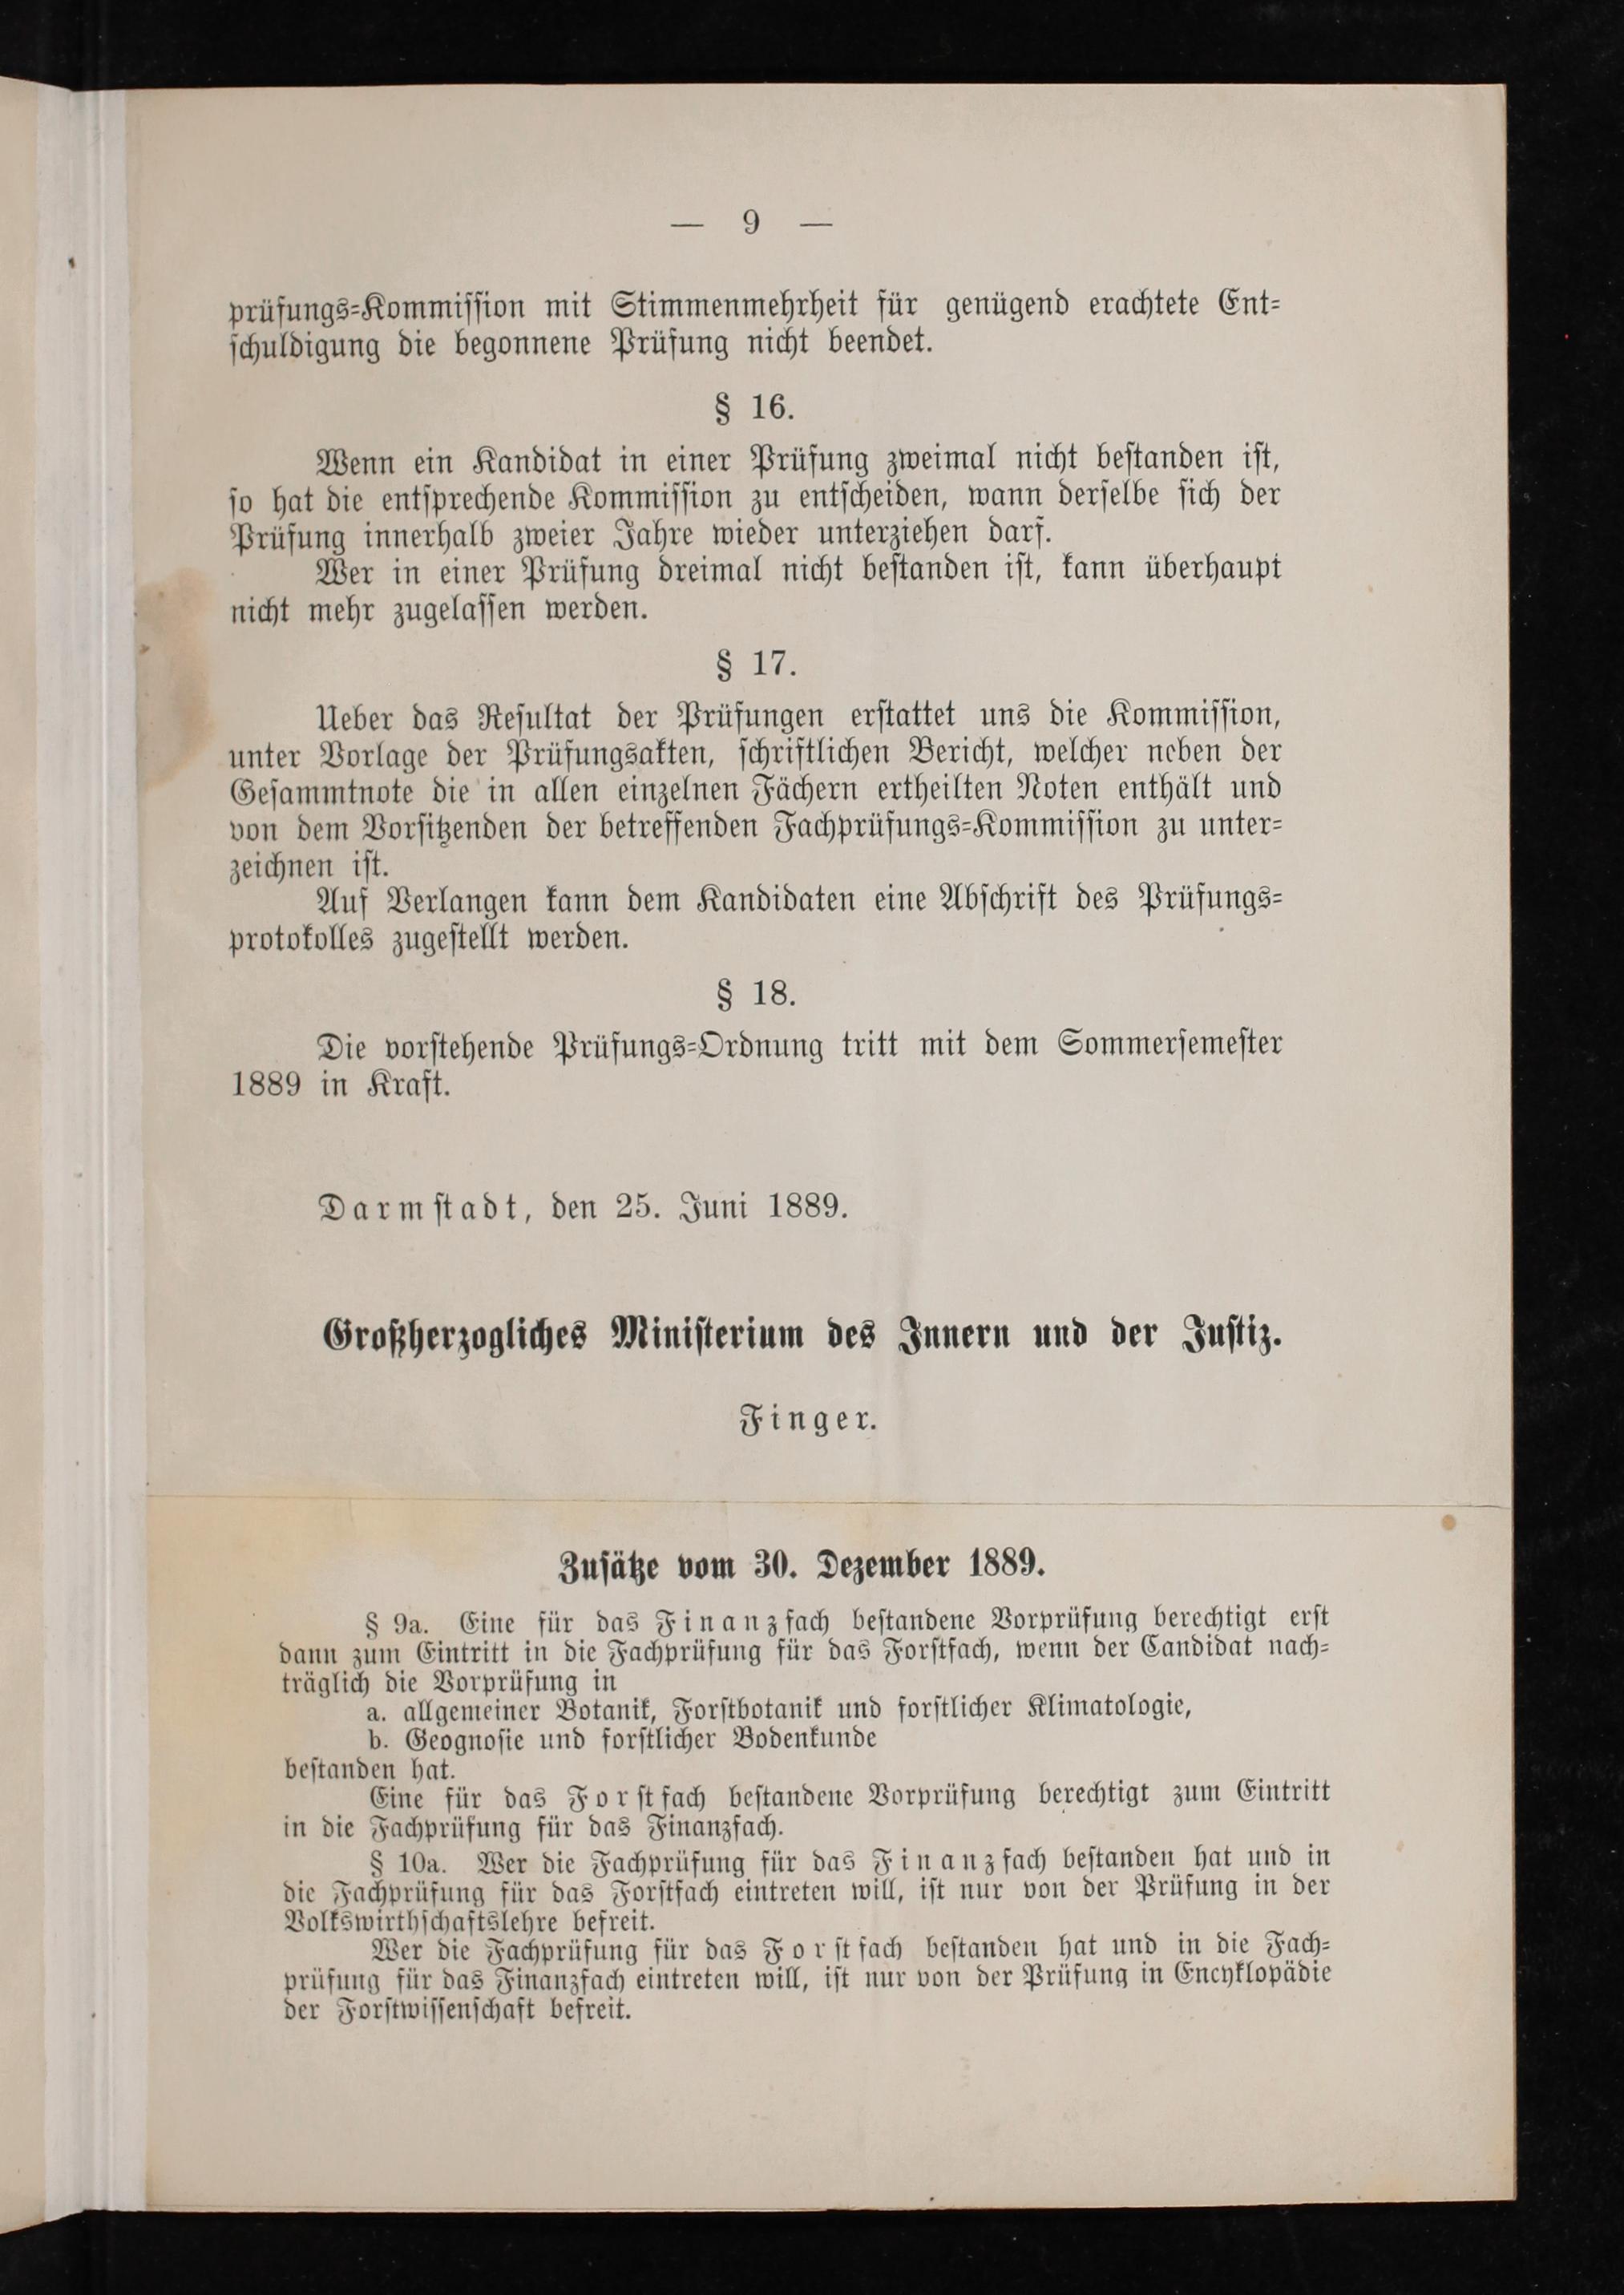 — 9 —
prüfungs-Kommission mit Stimmenmehrheit für genügend erachtete Ent-
schuldigung die begonnene Prüfung nicht beendet.
§ 16.
Wenn ein Kandidat in einer Prüfung zweimal nicht bestanden ist,
so hat die entsprechende Kommission zu entscheiden, wann derselbe sich der
Prüfung innerhalb zweier Jahre wieder unterziehen darf.
Wer in einer Prüfung dreimal nicht bestanden ist, kann überhaupt
nicht mehr zugelassen werden.
§ 17.
Ueber das Resultat der Prüfungen erstattet uns die Kommission,
unter Vorlage der Prüfungsakten, schriftlichen Bericht, welcher neben der
Gesammtnote die in allen einzelnen Fächern ertheilten Noten enthält und
von dem Vorsitzenden der betreffenden Fachprüfungs-Kommission zu unter-
zeichnen ist.
Auf Verlangen kann dem Kandidaten eine Abschrift des Prüfungs-
protokolles zugestellt werden.
§ 18.
Die vorstehende Prüfungs-Ordnung tritt mit dem Sommersemester
1889 in Kraft.
Darmstadt, den 25. Juni 1889.
Großherzogliches Ministerium des Innern und der Justiz.
Finger.
Zusätze vom 30. Dezember 1889.
§ 9a. Eine für das Finanzfach bestandene Vorprüfung berechtigt erst
dann zum Eintritt in die Fachprüfung für das Forstfach, wenn der Candidat nach-
träglich die Vorprüfung in
a. allgemeiner Botanik, Forstbotanik und forstlicher Klimatologie,
b. Geognosie und forstlicher Bodenkunde
bestanden hat.
Eine für das Forstfach bestandene Vorprüfung berechtigt zum Eintritt
in die Fachprüfung für das Finanzfach.
§ 10a. Wer die Fachprüfung für das Finanzfach bestanden hat und in
die Fachprüfung für das Forstfach eintreten will, ist nur von der Prüfung in der
Volkswirthschaftslehre befreit.
Wer die Fachprüfung für das Forstfach bestanden hat und in die Fach-
prüfung für das Finanzfach eintreten will, ist nur von der Prüfung in Encyklopädie
der Forstwissenschaft befreit.